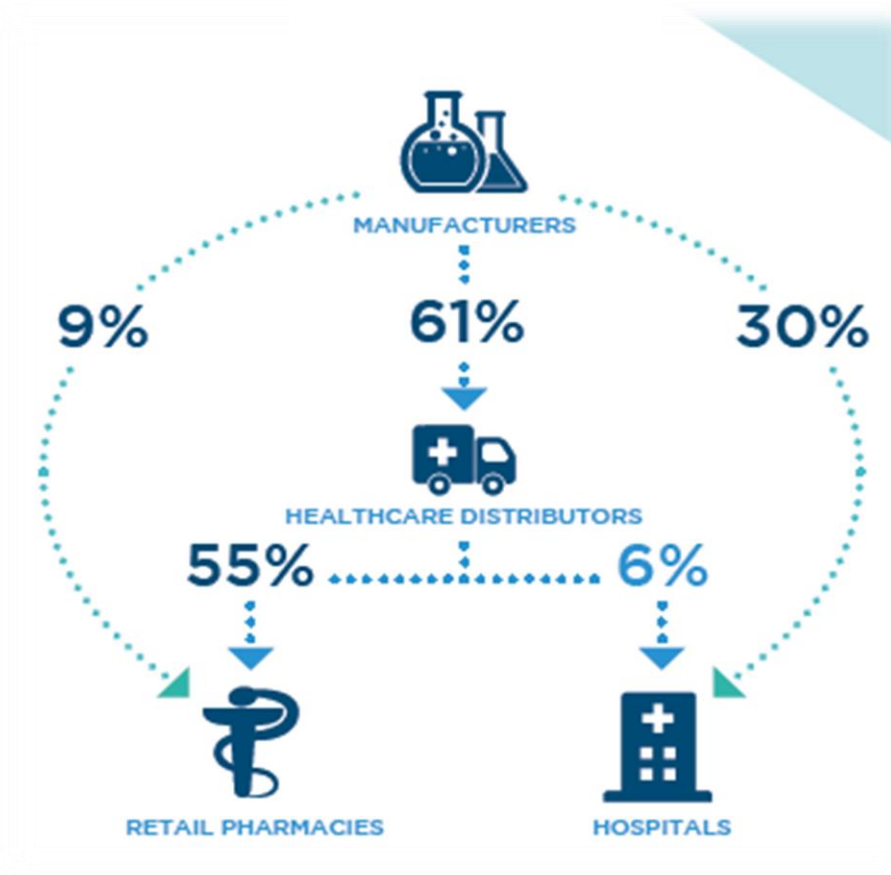 MANUFACTURERS
9%
61%
30%
HEALTHCARE DISTRIBUTORS
55%
6%
RETAIL PHARMACIES
HOSPITALS